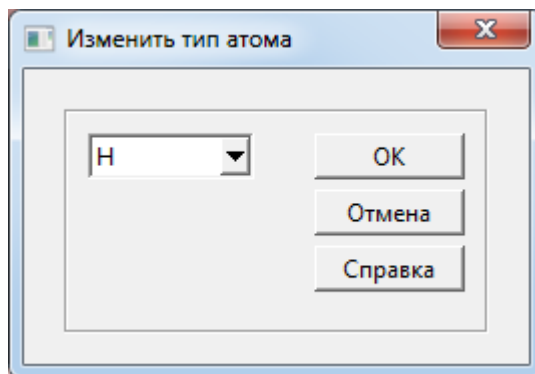 Изменить тип атома
H
OK
Отмена
Справка